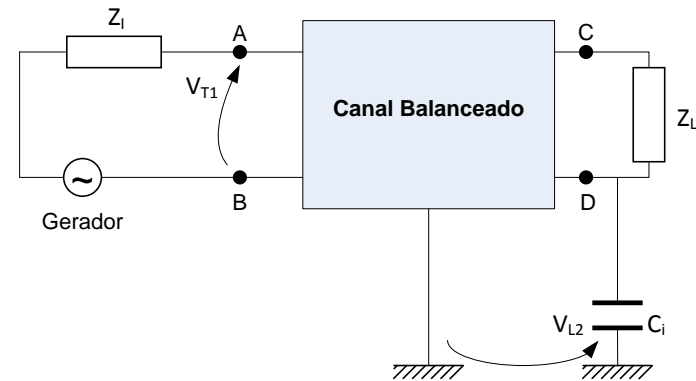 Z_I
A
C
V_T1
Canal Balanceado
Z_L
~
B
D
Gerador
V_L2
C_i